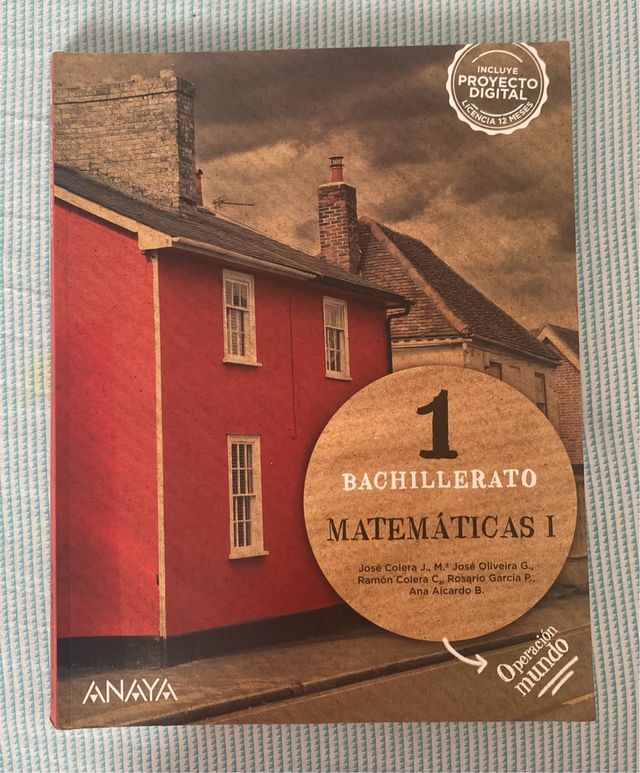 INCLUYE
PROYECTO
DIGITAL
LICENCIA 12 MESES
1
BACHILLERATO
MATEMÁTICAS I
José Colera J., M.ª José Oliveira G.,
Ramón Colera C., Rosario García P.,
Ana Aicardo B.
Operación
mundo
ANAYA